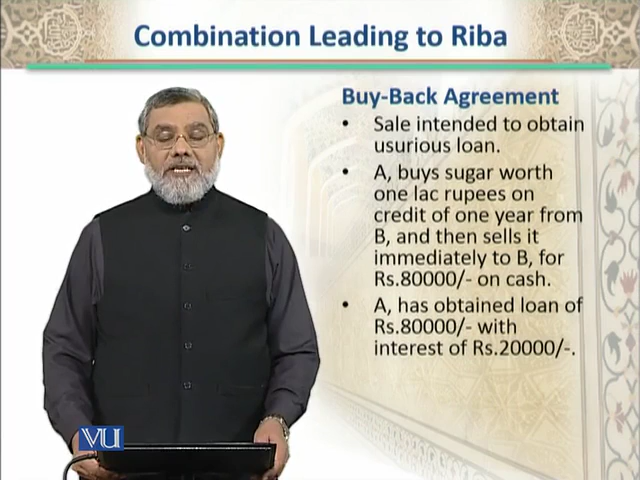 Combination Leading to Riba
Buy-Back Agreement
• Sale intended to obtain
usurious loan.
• A, buys sugar worth
one lac rupees on
credit of one year from
B, and then sells it
immediately to B, for
Rs.80000/- on cash.
• A, has obtained loan of
Rs.80000/- with
interest of Rs.20000/-.
VU